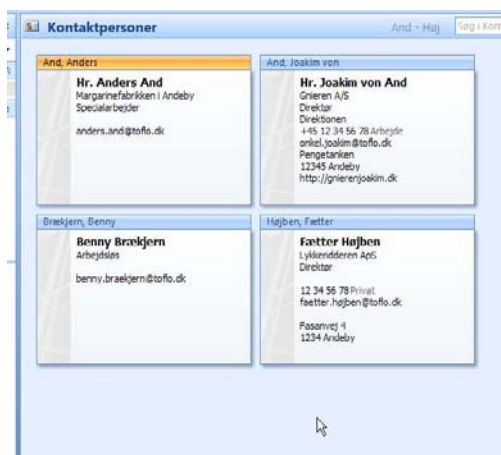 Kontaktpersoner
And - Høj
Søg i Kont
And, Anders
Hr. Anders And
Margarinefabrikken i Andeby
Specialarbejder
anders.and@toflo.dk
And, Joakim von
Hr. Joakim von And
Gnieren A/S
Direktør
Direktionen
+45 12 34 56 78 Arbejde
onkel.joakim@toflo.dk
Pengetanken
12345 Andeby
http://gnierenjoakim.dk
Brækjern, Benny
Benny Brækjern
Arbejdsløs
benny.braekjern@toflo.dk
Højben, Fætter
Fætter Højben
Lykkeridderen ApS
Direktør
12 34 56 78 Privat
faetter.højben@toflo.dk
Fasanvej 4
1234 Andeby